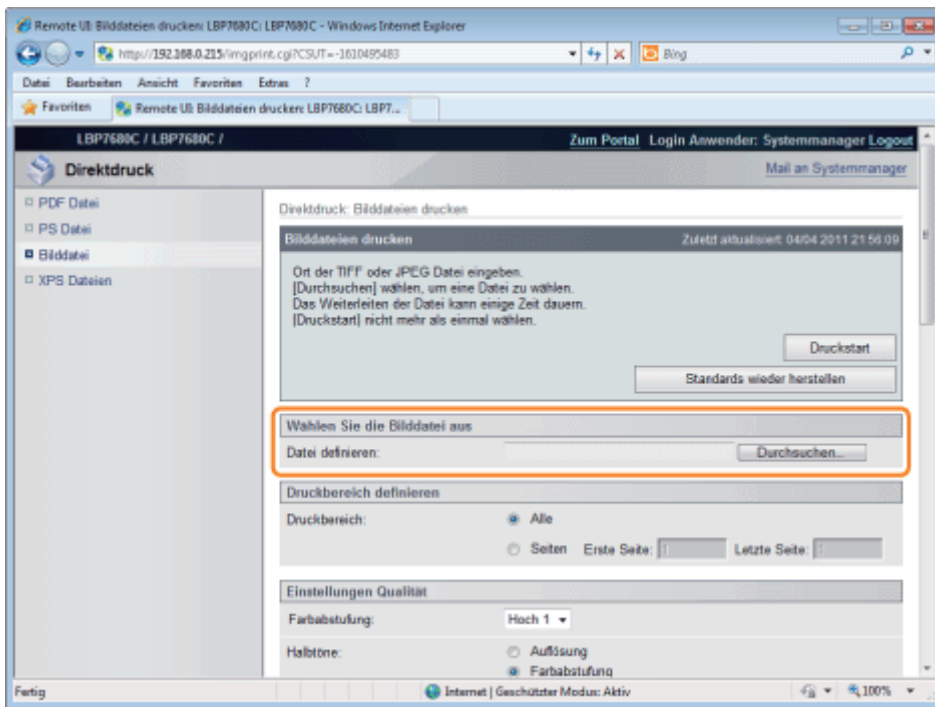 Remote UI: Bilddateien drucken: LBP7680C: LBP7680C - Windows Internet Explorer
http://192.168.0.215/imgprint.cgi?CSUT=-1610495483
Bing
Datei Bearbeiten Ansicht Favoriten Extras ?
Favoriten Remote UI: Bilddateien drucken: LBP7680C: LBP7...
LBP7680C / LBP7680C / Zum Portal Login Anwender: Systemmanager Logout
Direktdruck Mail an Systemmanager
PDF Datei
PS Datei
Bilddatei
XPS Dateien
Direktdruck: Bilddateien drucken
Bilddateien drucken Zuletzt aktualisiert: 04/04 2011 21:56:09
Ort der TIFF oder JPEG Datei eingeben.
[Durchsuchen] wählen, um eine Datei zu wählen.
Das Weiterleiten der Datei kann einige Zeit dauern.
[Druckstart] nicht mehr als einmal wählen.
Druckstart
Standards wieder herstellen
Wählen Sie die Bilddatei aus
Datei definieren: Durchsuchen...
Druckbereich definieren
Druckbereich: Alle
Seiten Erste Seite: 1 Letzte Seite: 1
Einstellungen Qualität
Farbabstufung: Hoch 1
Halbtöne: Auflösung
Farbabstufung
Fertig Internet | Geschützter Modus: Aktiv 100%